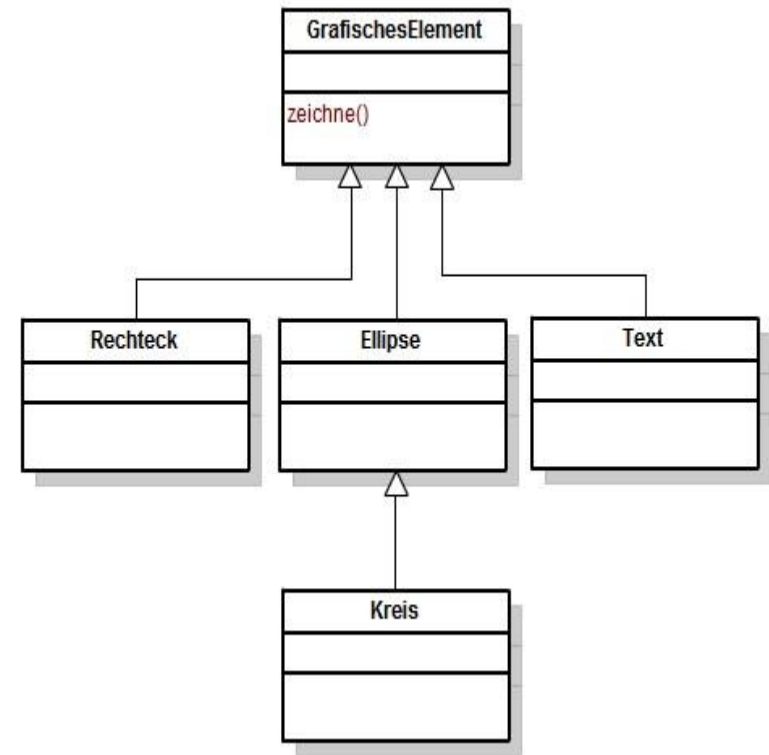 GrafischesElement
zeichne()
Rechteck
Ellipse
Text
Kreis